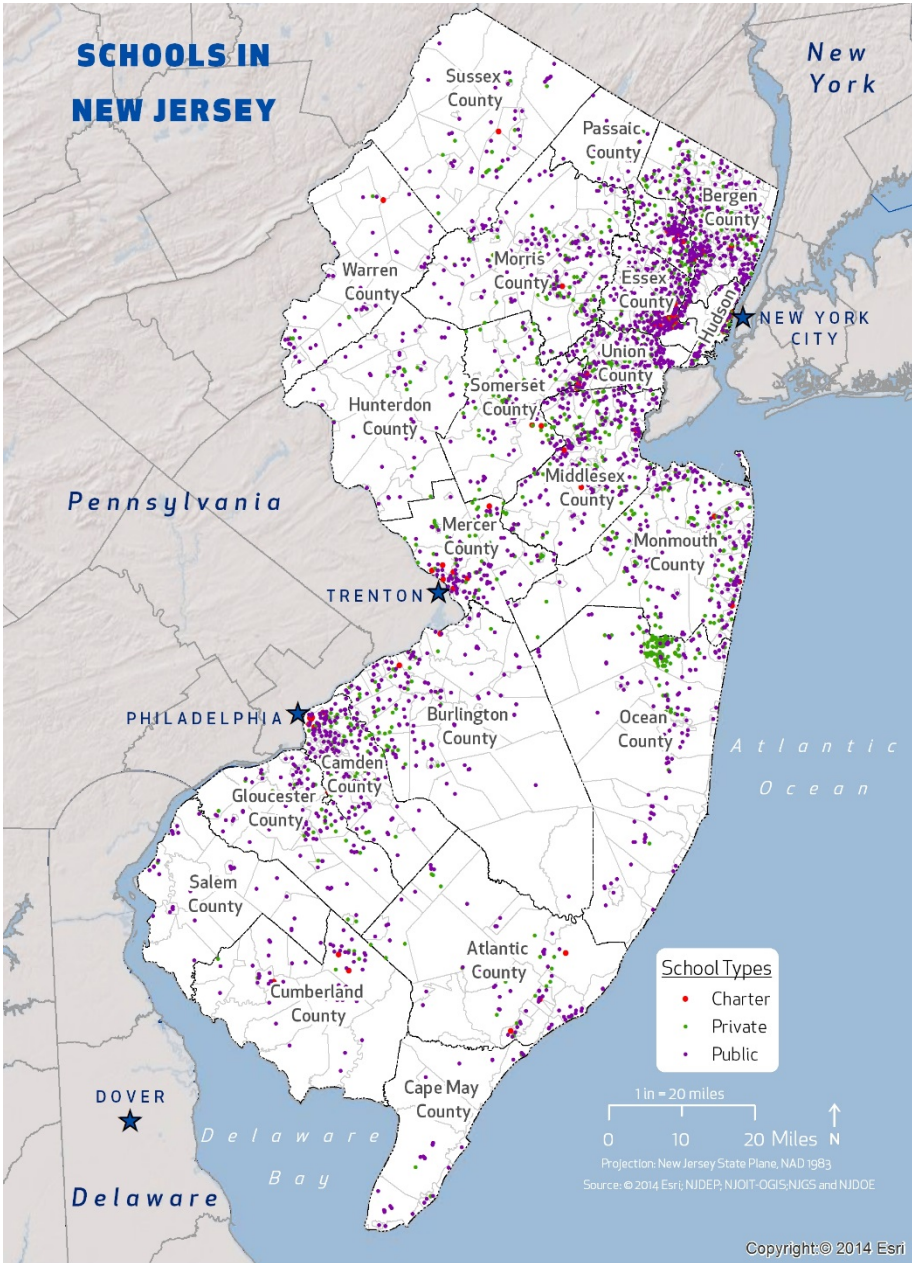 SCHOOLS IN
NEW JERSEY
New
York
Sussex
County
Passaic
County
Bergen
County
Warren
County
Morris
County
Essex
County
Hudson
NEW YORK
CITY
Union
County
Somerset
County
Hunterdon
County
Pennsylvania
Middlesex
County
Mercer
County
Monmouth
County
TRENTON
PHILADELPHIA
Burlington
County
Ocean
County
Atlantic
Ocean
Camden
County
Gloucester
County
Salem
County
Atlantic
County
Cumberland
County
School Types
Charter
Private
Public
Cape May
County
DOVER
Delaware
Bay
Delaware
1 in = 20 miles
0 10 20 Miles N
Projection: New Jersey State Plane, NAD 1983
Source: © 2014 Esri; NJDEP; NJOIT-OGIS;NJGS and NJDOE
Copyright:© 2014 Esri